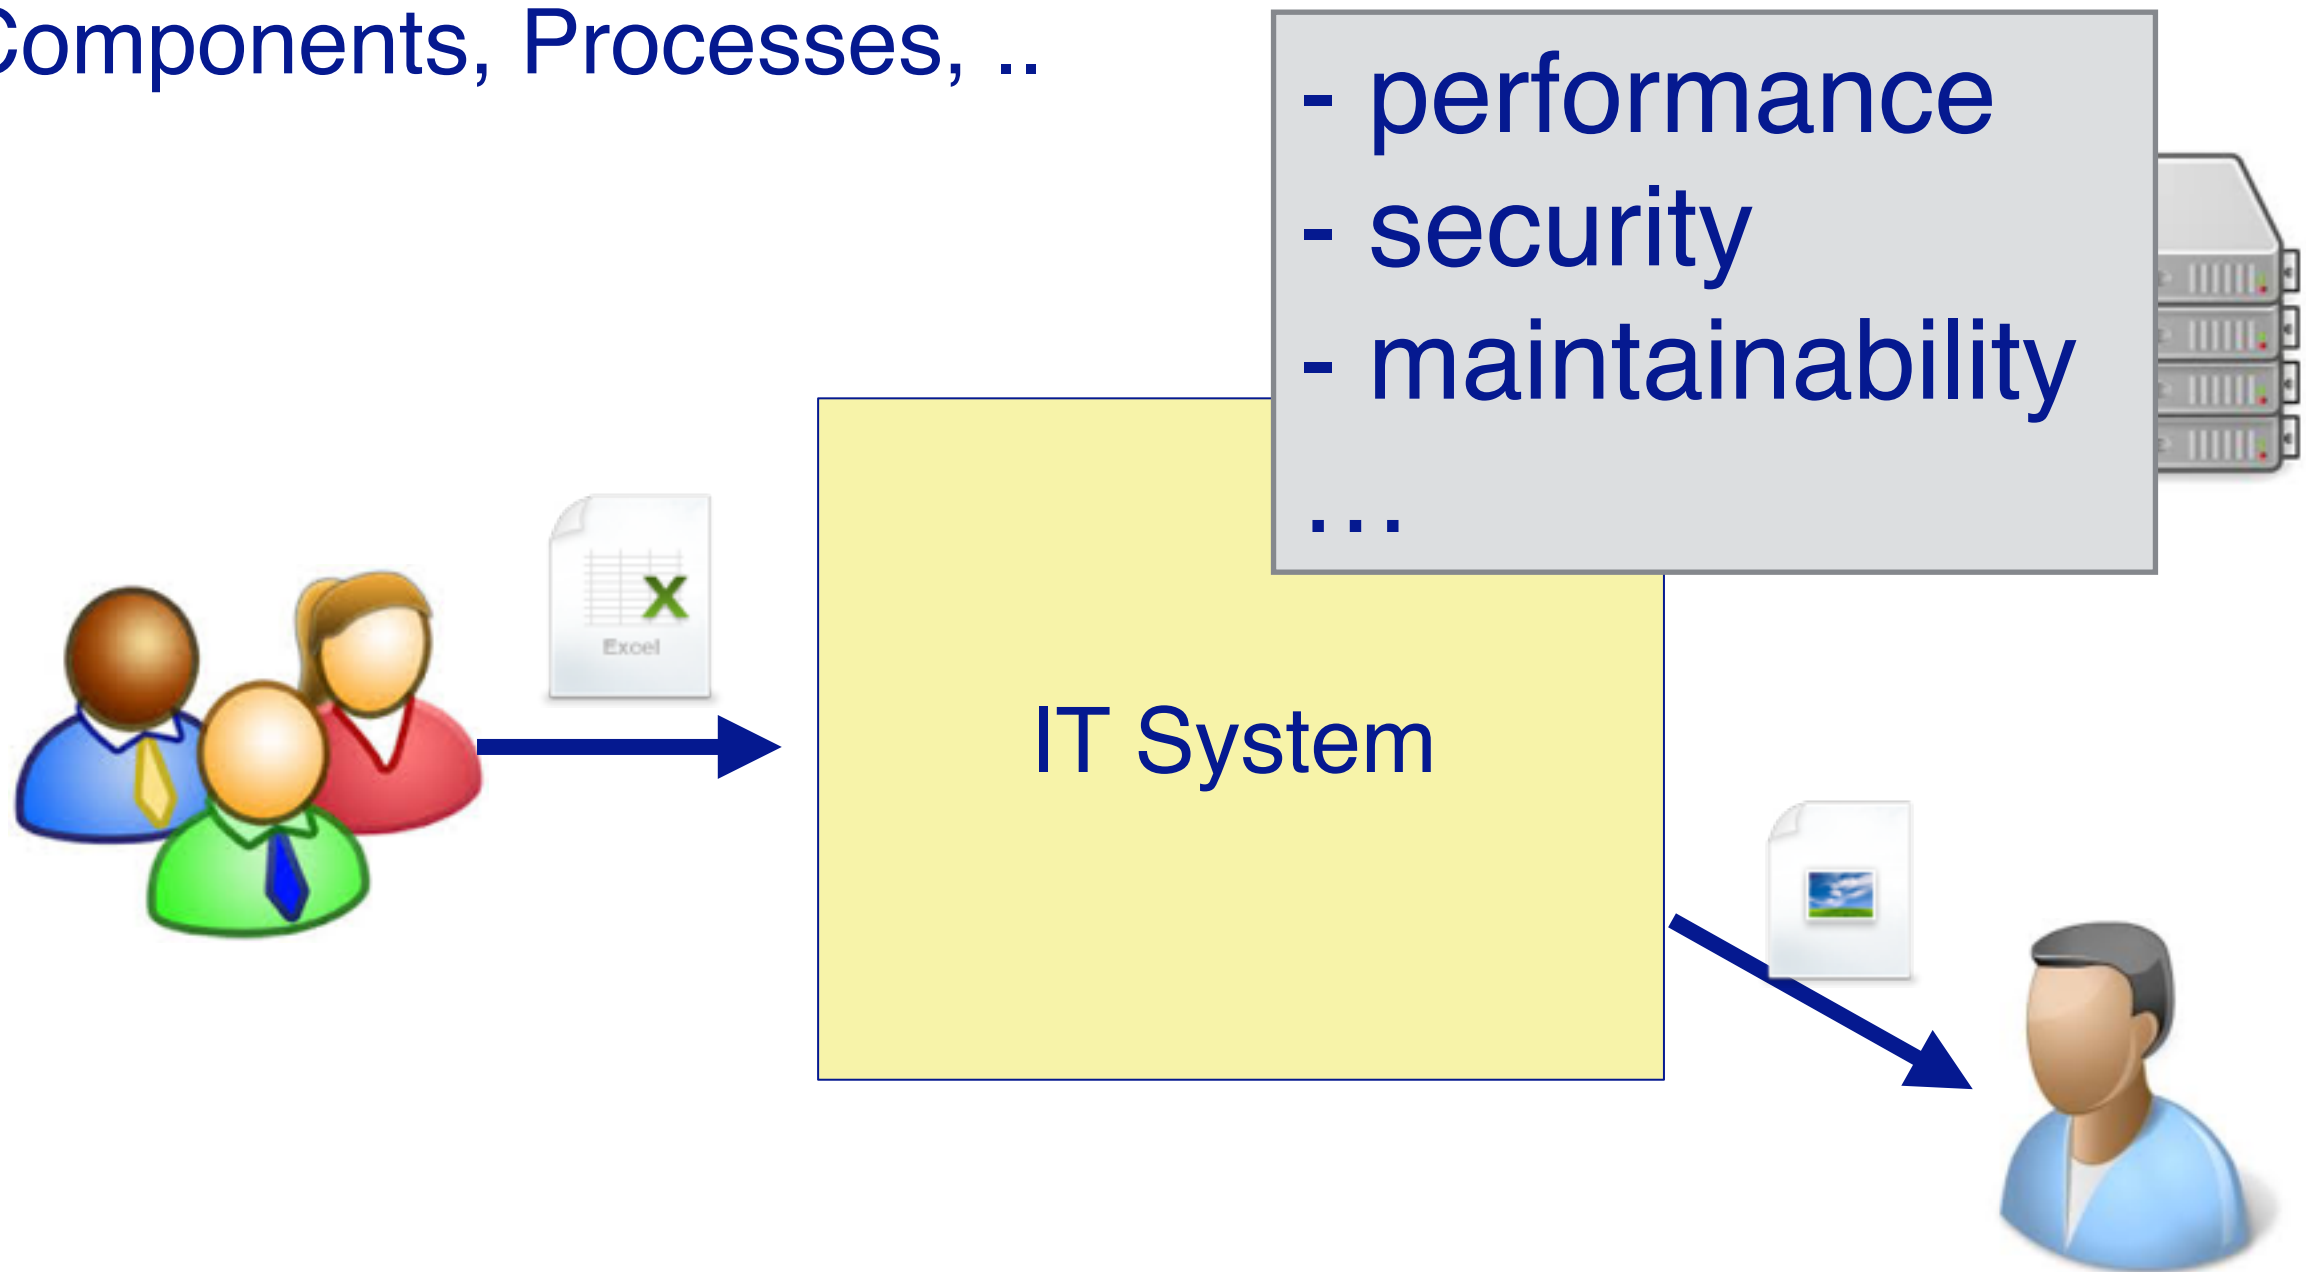 Components, Processes, ..
- performance
- security
- maintainability
…
X
Excel
IT System